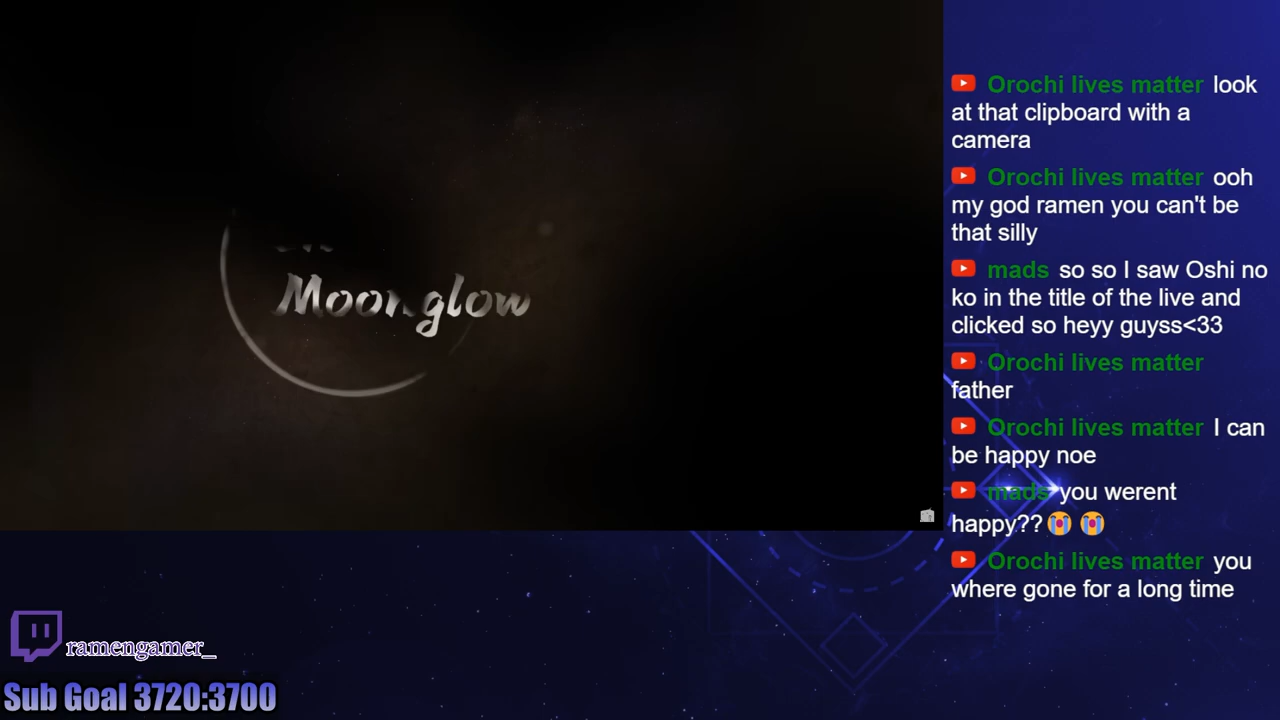 Moonglow
Orochi lives matter look
at that clipboard with a
camera
Orochi lives matter ooh
my god ramen you can't be
that silly
mads so so I saw Oshi no
ko in the title of the live and
clicked so heyy guyss<33
Orochi lives matter
father
Orochi lives matter I can
be happy noe
mads you werent
happy??😭 😭
Orochi lives matter you
where gone for a long time
ramengamer_
Sub Goal 3720:3700